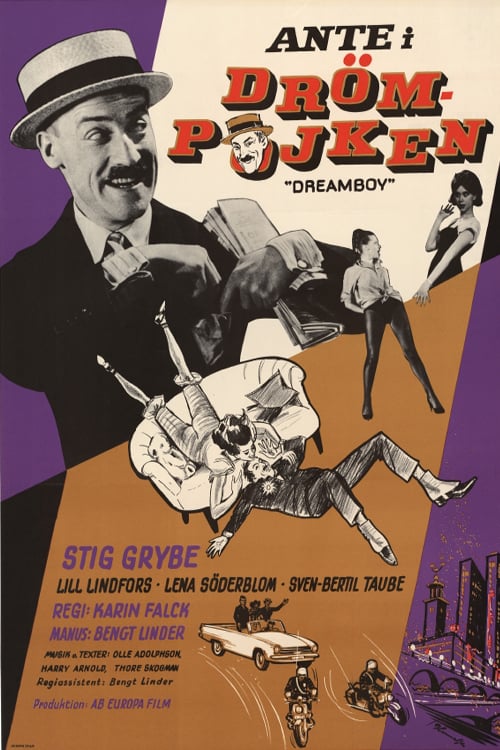 ANTE i
DRÖM-
POJKEN
"DREAMBOY"
STIG GRYBE
LILL LINDFORS · LENA SÖDERBLOM · SVEN-BERTIL TAUBE
REGI: KARIN FALCK
MANUS: BENGT LINDER
MUSIK o. TEXTER: OLLE ADOLPHSON,
HARRY ARNOLD, THORE SKOGMAN
Regiassistent: Bengt Linder
Produktion: AB EUROPA FILM